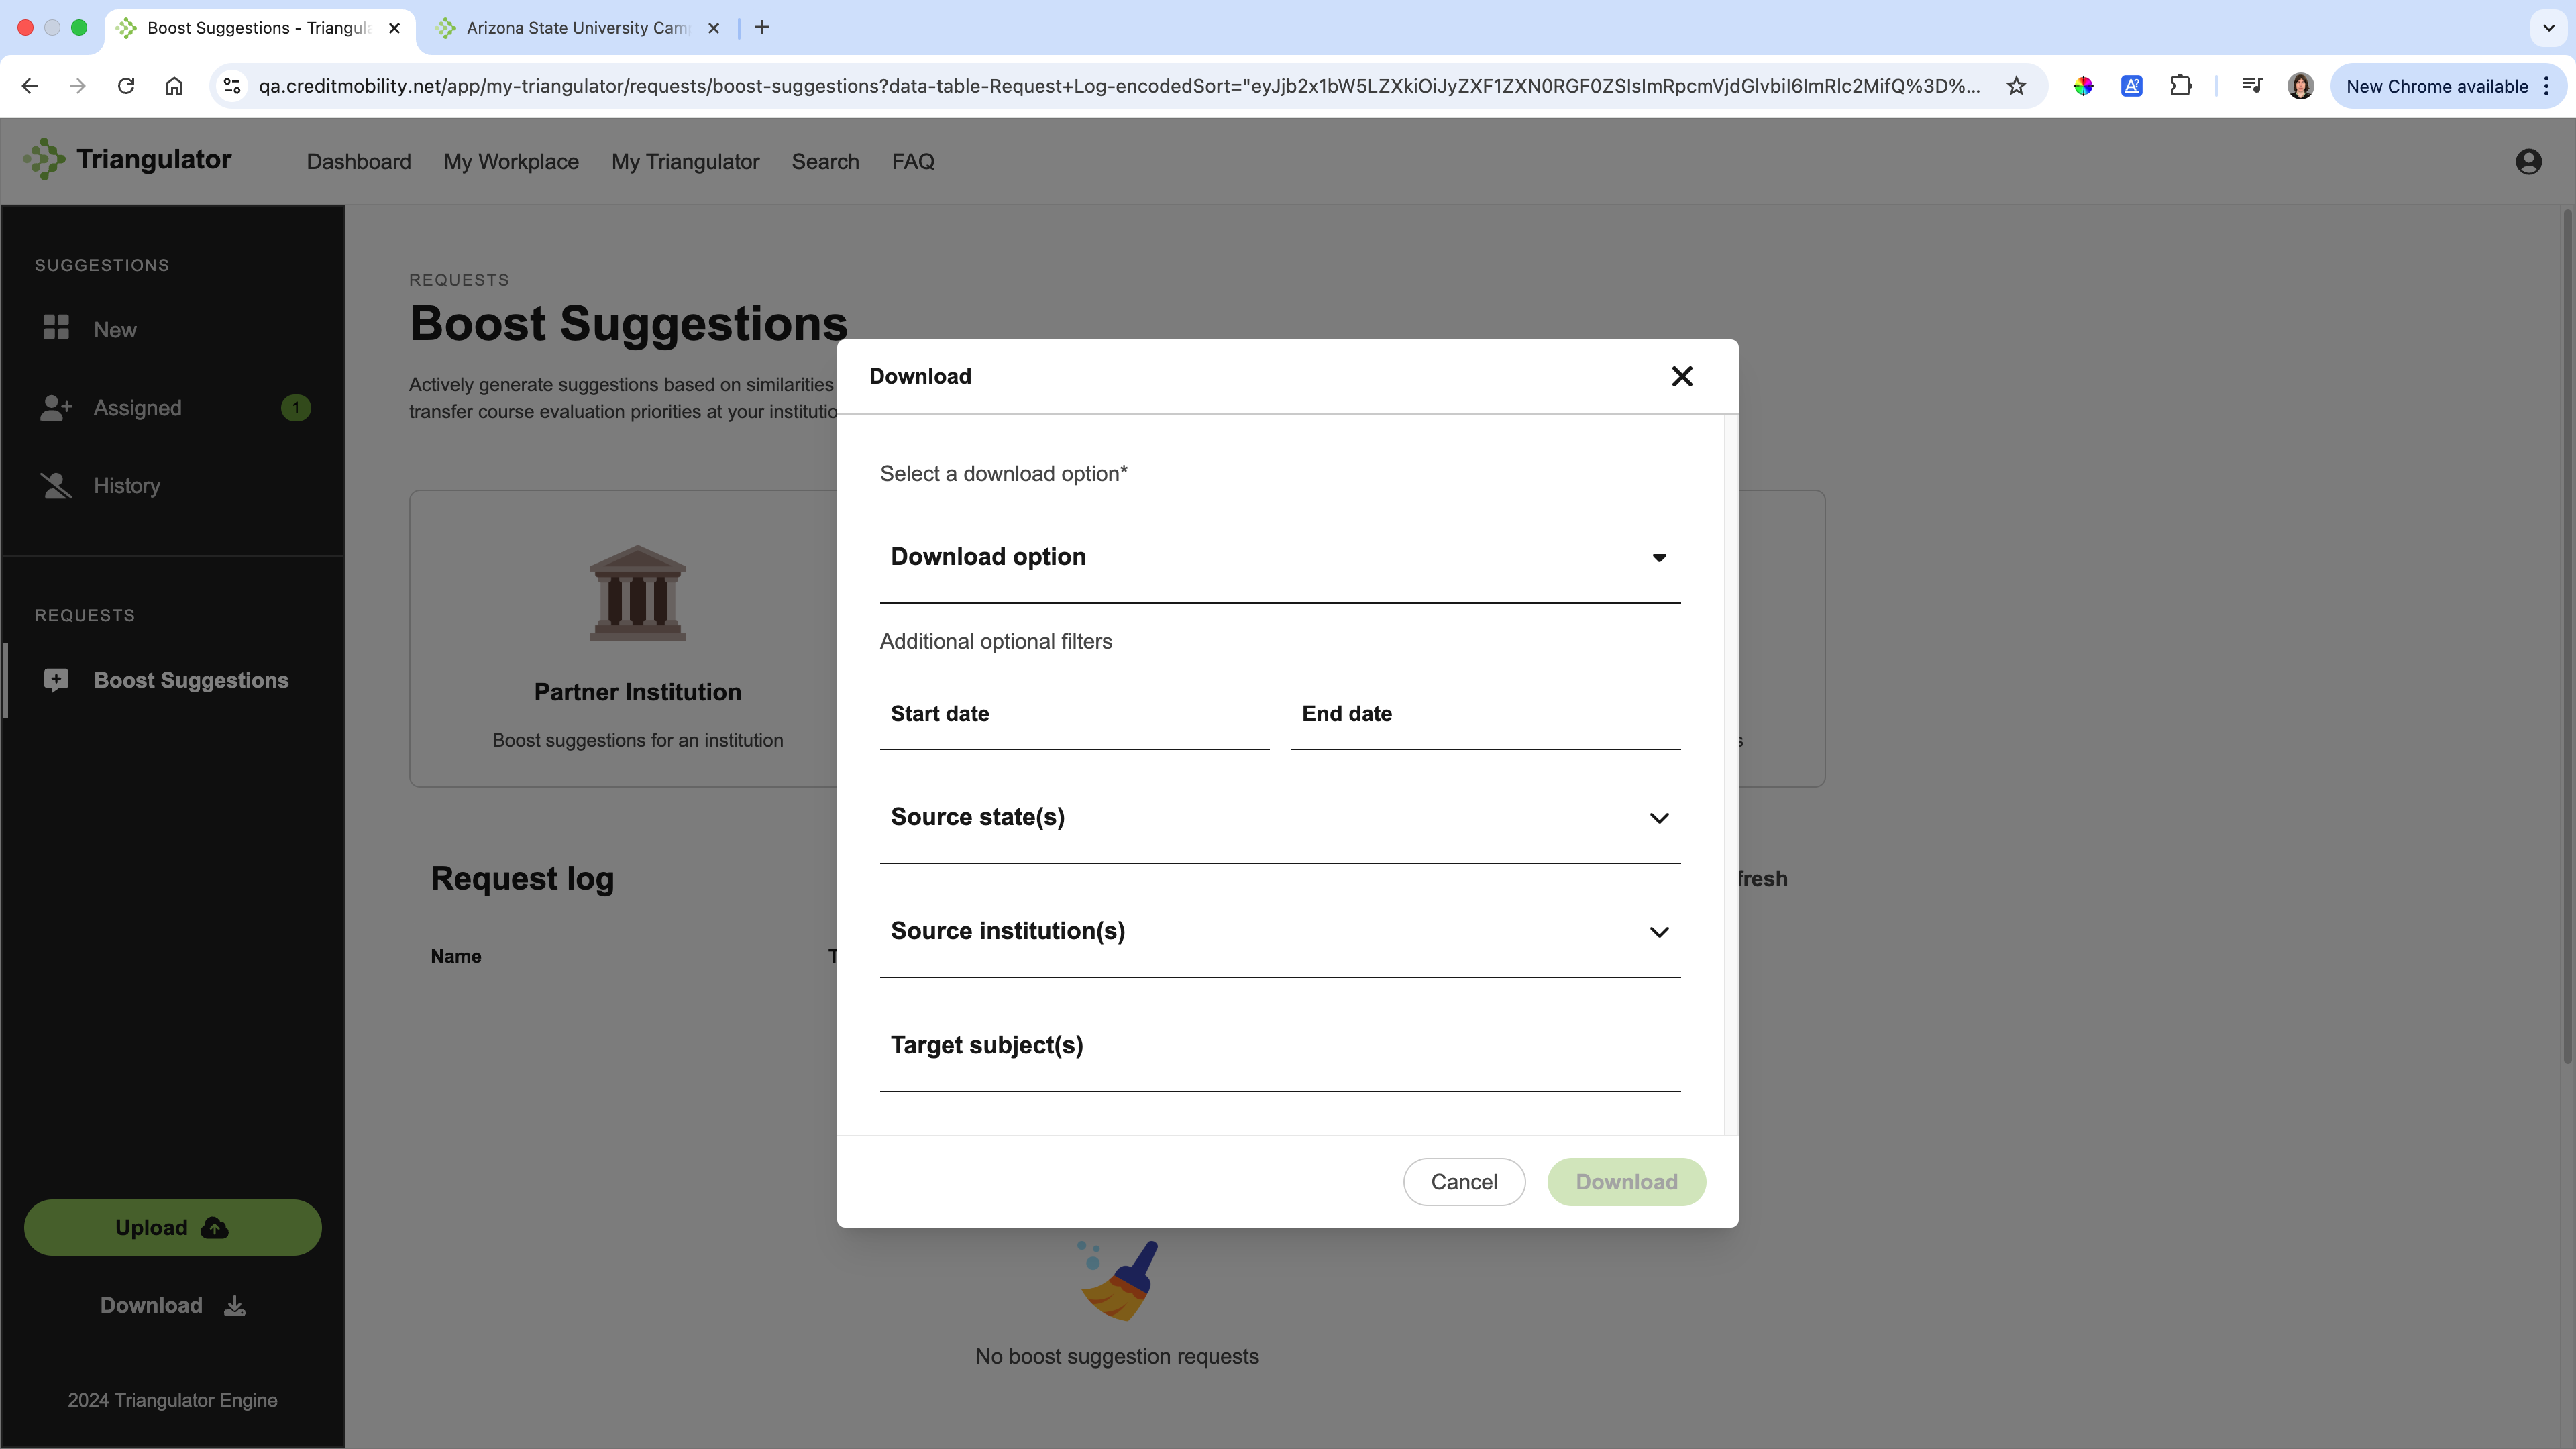 Boost Suggestions - Triangula
Arizona State University Cam
qa.creditmobility.net/app/my-triangulator/requests/boost-suggestions?data-table-Request+Log-encodedSort="eyJjb2x1bW5LZXkiOiJyZXF1ZXN0RGF0ZSIsImRpcmVjdGlvbiI6ImRlc2MifQ%3D%...
New Chrome available
Triangulator
Dashboard
My Workplace
My Triangulator
Search
FAQ
SUGGESTIONS
New
Assigned
1
History
REQUESTS
Boost Suggestions
Upload
Download
2024 Triangulator Engine
REQUESTS
Boost Suggestions
Actively generate suggestions based on similarities
transfer course evaluation priorities at your institutio
Partner Institution
Boost suggestions for an institution
s
Request log
fresh
Name
T
No boost suggestion requests
Download
Select a download option*
Download option
Additional optional filters
Start date
End date
Source state(s)
Source institution(s)
Target subject(s)
Cancel
Download